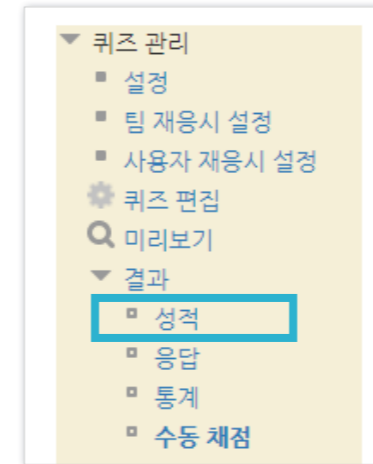 퀴즈 관리
설정
팀 재응시 설정
사용자 재응시 설정
퀴즈 편집
미리보기
결과
성적
응답
통계
수동 채점